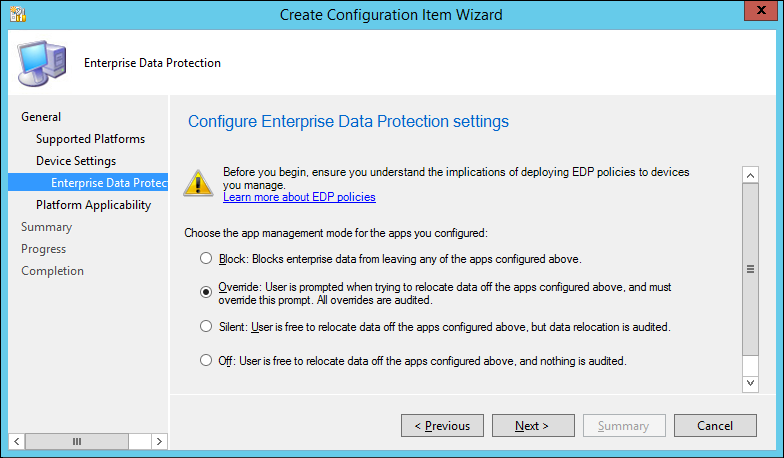 Create Configuration Item Wizard
X
Enterprise Data Protection
General
Supported Platforms
Device Settings
Enterprise Data Protec
Platform Applicability
Summary
Progress
Completion
Configure Enterprise Data Protection settings
Before you begin, ensure you understand the implications of deploying EDP policies to devices
you manage.
Learn more about EDP policies
Choose the app management mode for the apps you configured:
Block: Blocks enterprise data from leaving any of the apps configured above.
Override: User is prompted when trying to relocate data off the apps configured above, and must
override this prompt. All overrides are audited.
Silent: User is free to relocate data off the apps configured above, but data relocation is audited.
Off: User is free to relocate data off the apps configured above, and nothing is audited.
< Previous
Next >
Summary
Cancel